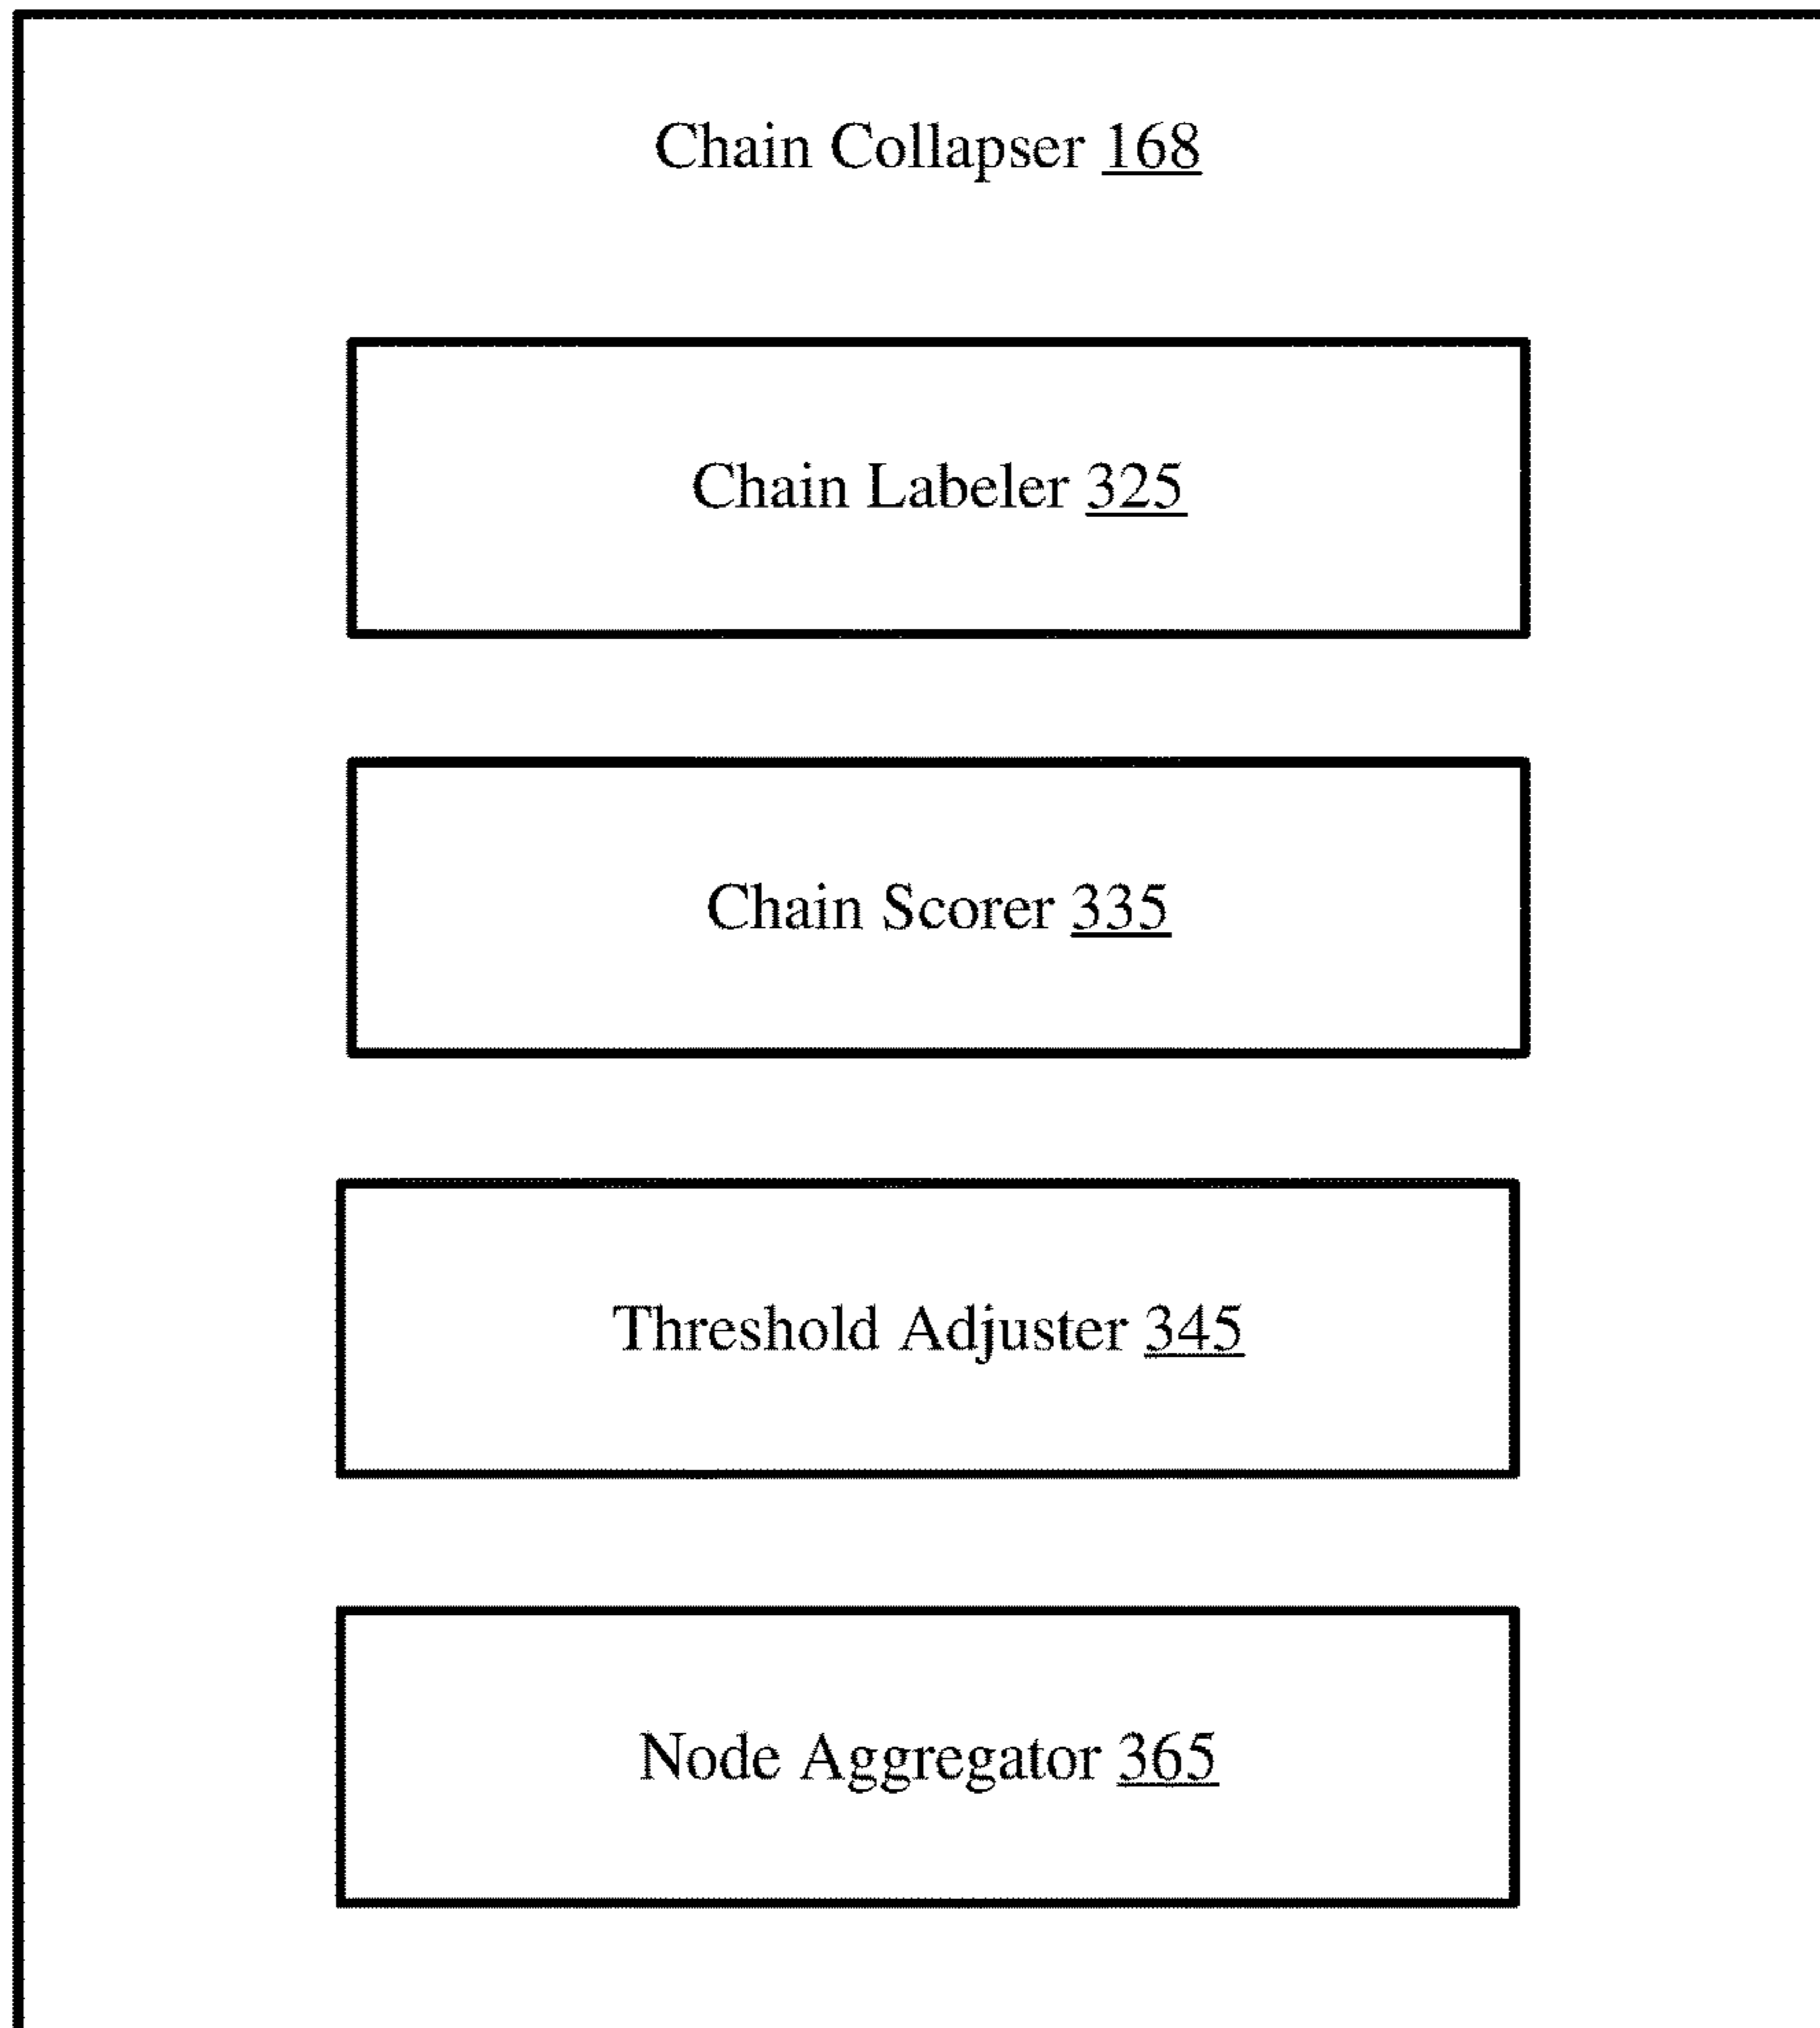 Chain Collapser 168
Chain Labeler 325
Chain Scorer 335
Threshold Adjuster 345
Node Aggregator 365